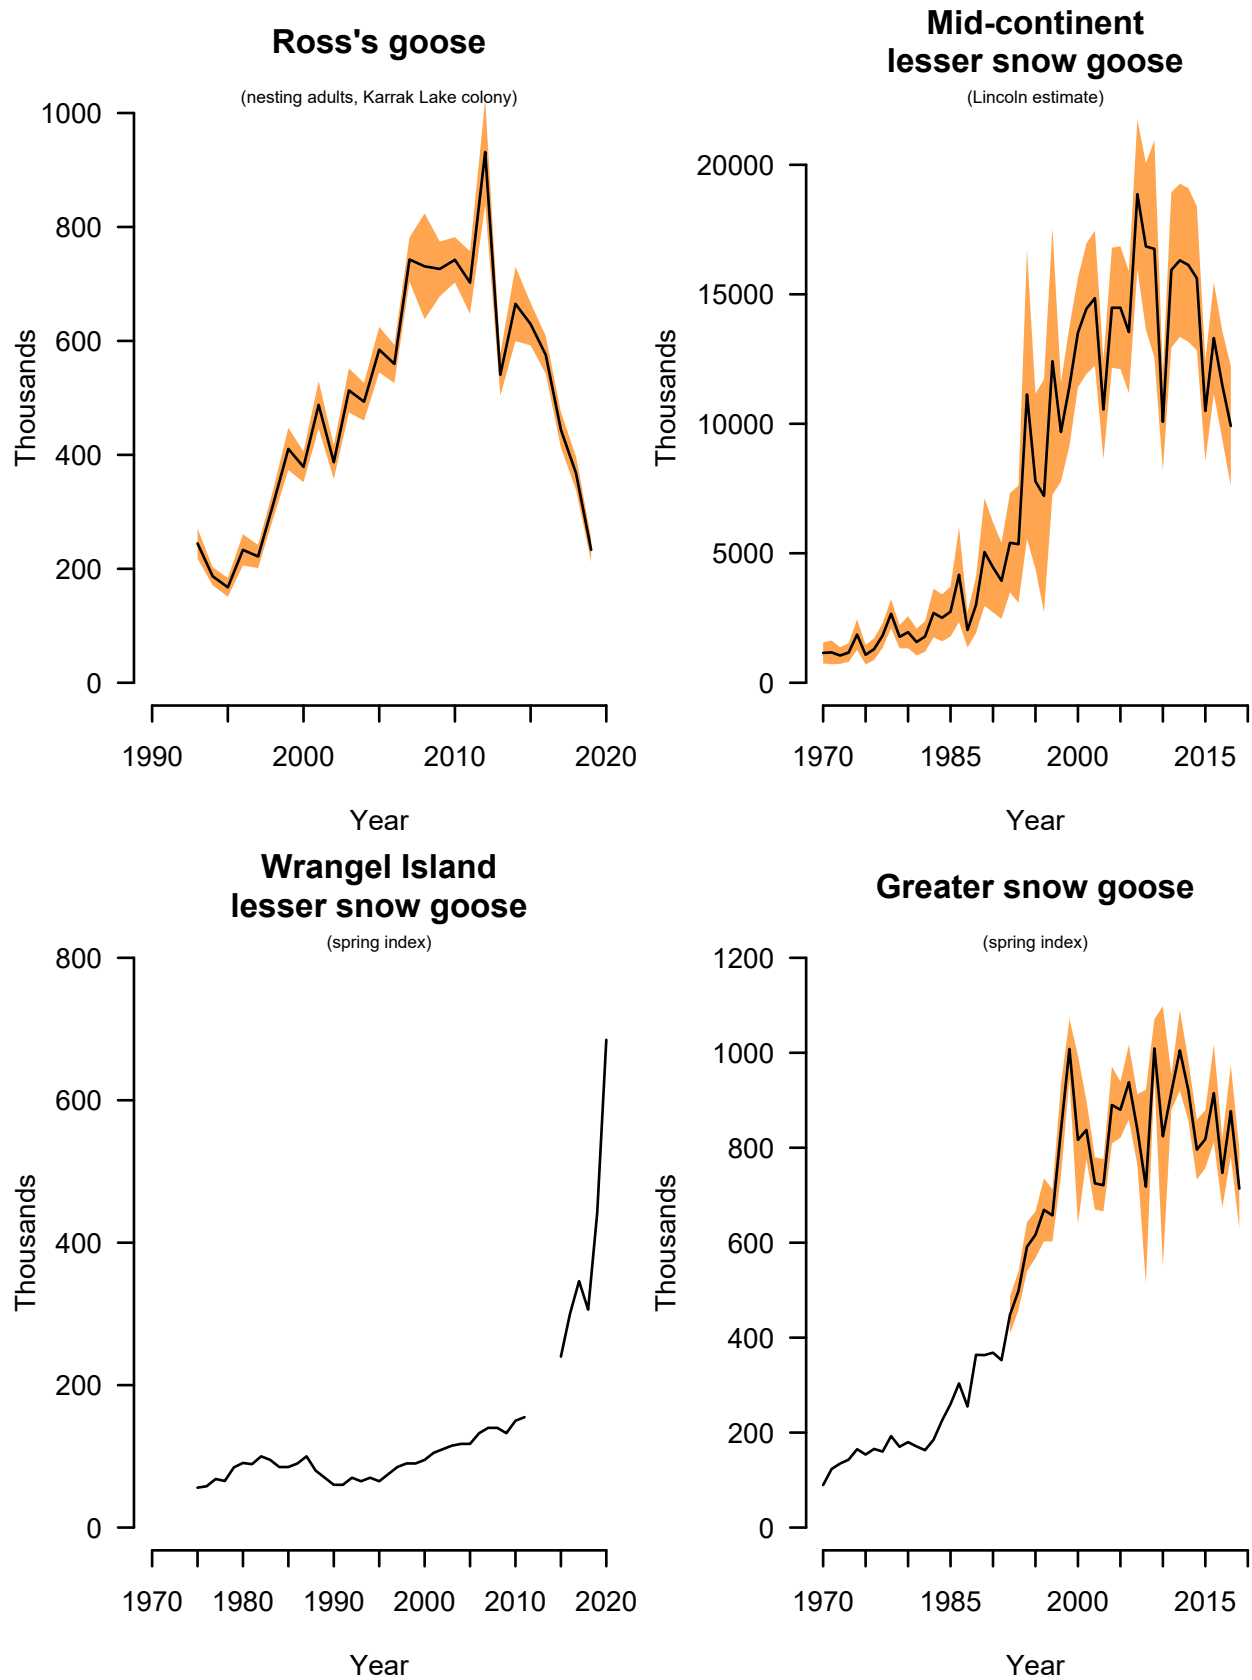 Ross's goose
(nesting adults, Karrak Lake colony)
Thousands
1000
800
600
400
200
0
1990 2000 2010 2020
Year
Mid-continent
lesser snow goose
(Lincoln estimate)
Thousands
20000
15000
10000
5000
0
1970 1985 2000 2015
Year
Wrangel Island
lesser snow goose
(spring index)
Thousands
800
600
400
200
0
1970 1980 1990 2000 2010 2020
Year
Greater snow goose
(spring index)
Thousands
1200
1000
800
600
400
200
0
1970 1985 2000 2015
Year